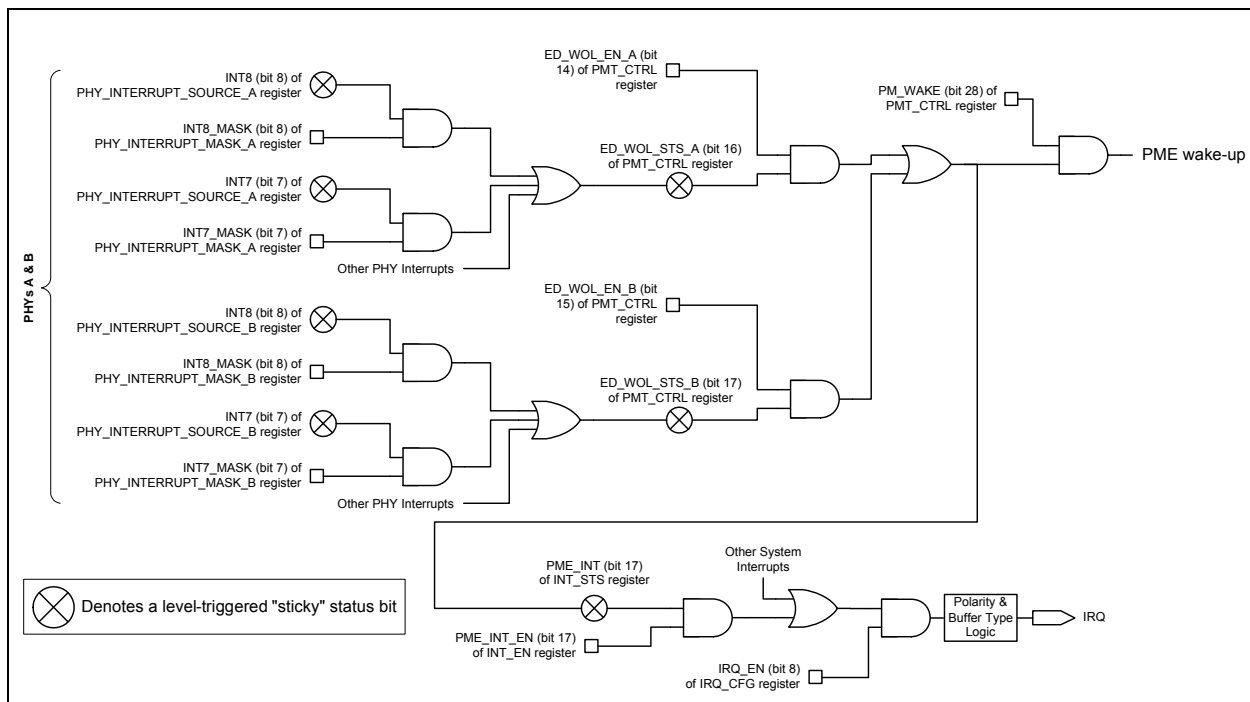 PHYs A & B
INT8 (bit 8) of
PHY_INTERRUPT_SOURCE_A register
INT8_MASK (bit 8) of
PHY_INTERRUPT_MASK_A register
INT7 (bit 7) of
PHY_INTERRUPT_SOURCE_A register
INT7_MASK (bit 7) of
PHY_INTERRUPT_MASK_A register
Other PHY Interrupts
ED_WOL_EN_A (bit
14) of PMT_CTRL
register
ED_WOL_STS_A (bit 16)
of PMT_CTRL register
PM_WAKE (bit 28) of
PMT_CTRL register
PME wake-up
INT8 (bit 8) of
PHY_INTERRUPT_SOURCE_B register
INT8_MASK (bit 8) of
PHY_INTERRUPT_MASK_B register
INT7 (bit 7) of
PHY_INTERRUPT_SOURCE_B register
INT7_MASK (bit 7) of
PHY_INTERRUPT_MASK_B register
Other PHY Interrupts
ED_WOL_EN_B (bit
15) of PMT_CTRL
register
ED_WOL_STS_B (bit 17)
of PMT_CTRL register
Denotes a level-triggered "sticky" status bit
PME_INT (bit 17)
of INT_STS register
PME_INT_EN (bit 17)
of INT_EN register
Other System
Interrupts
IRQ_EN (bit 8)
of IRQ_CFG register
Polarity &
Buffer Type
Logic
IRQ